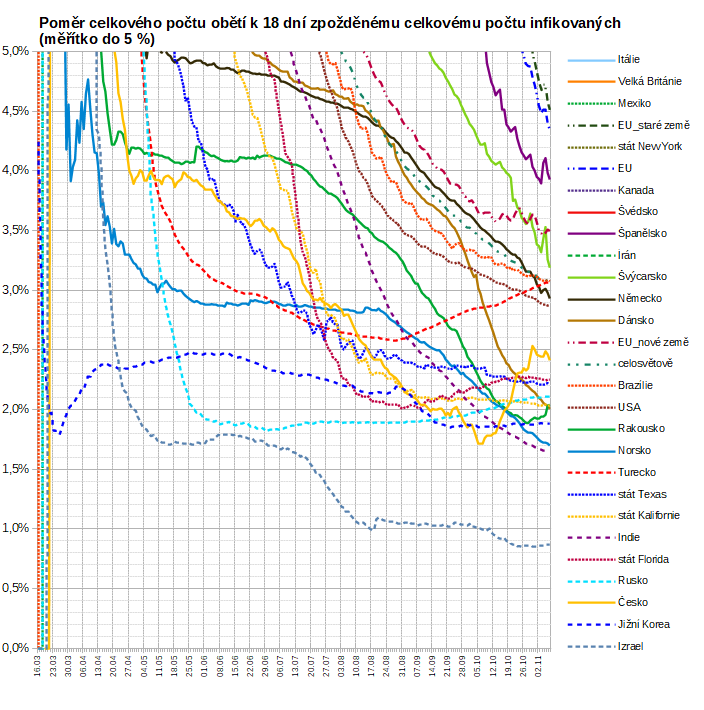 Poměr celkového počtu obětí k 18 dní zpožděnému celkovému počtu infikovaných
(měřítko do 5 %)
5,0%
4,5%
4,0%
3,5%
3,0%
2,5%
2,0%
1,5%
1,0%
0,5%
0,0%
16.03
23.03
30.03
06.04
13.04
20.04
27.04
04.05
11.05
18.05
25.05
01.06
08.06
15.06
22.06
29.06
06.07
13.07
20.07
27.07
03.08
10.08
17.08
24.08
31.08
07.09
14.09
21.09
28.09
05.10
12.10
19.10
26.10
02.11
Itálie
Velká Británie
Mexiko
EU_staré země
stát NewYork
EU
Kanada
Švédsko
Španělsko
Irán
Švýcarsko
Německo
Dánsko
EU_nové země
celosvětově
Brazílie
USA
Rakousko
Norsko
Turecko
stát Texas
stát Kalifornie
Indie
stát Florida
Rusko
Česko
Jižní Korea
Izrael